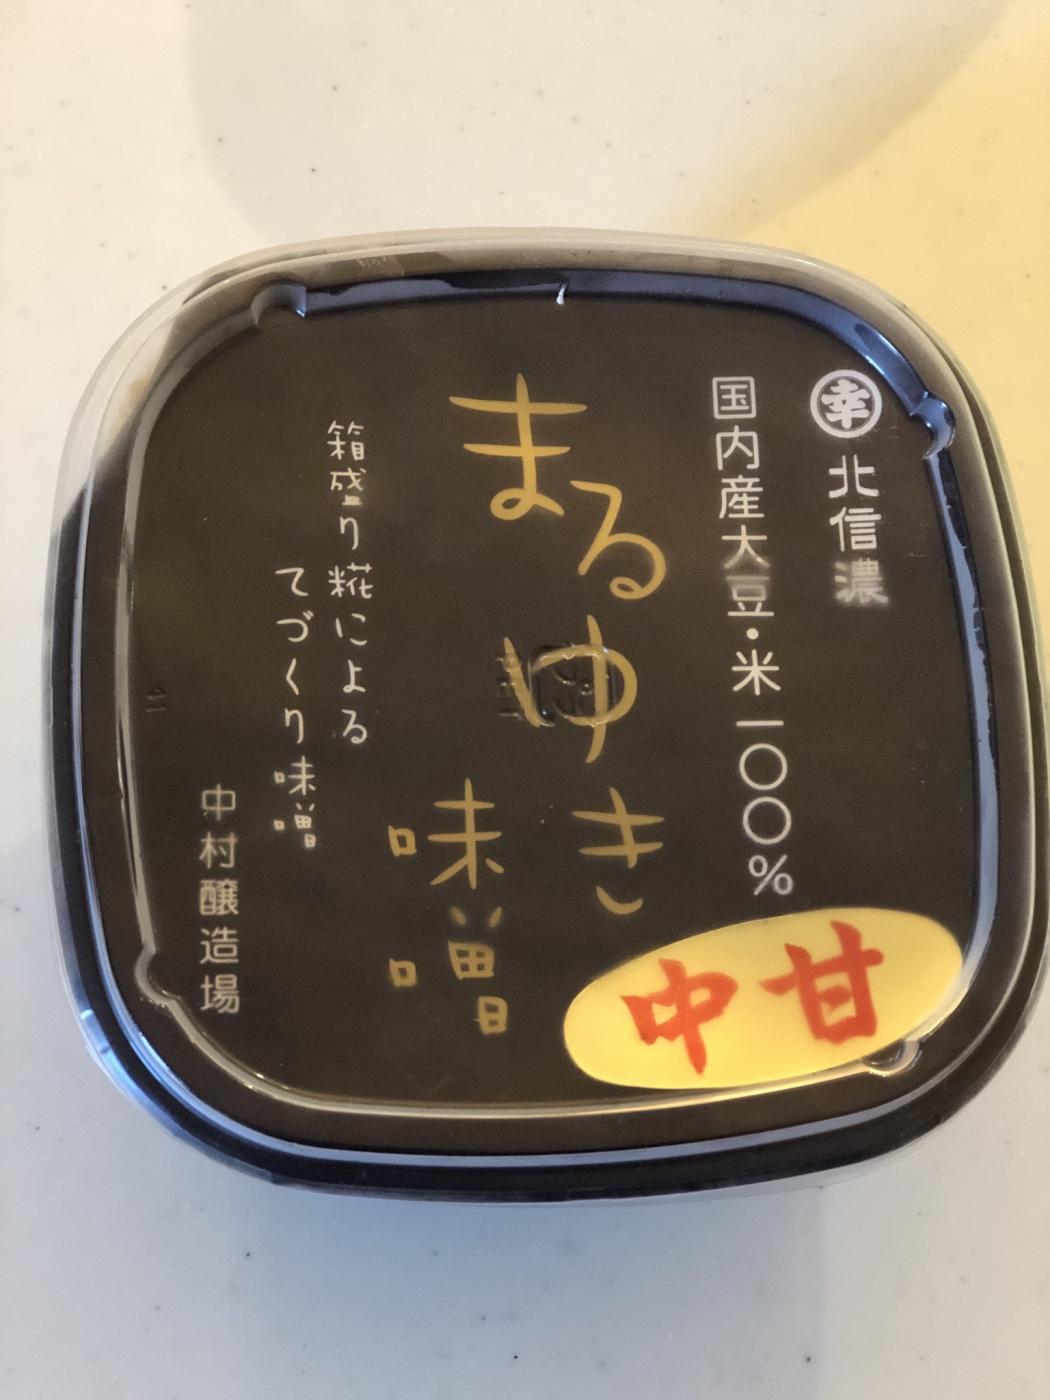 幸 北信濃
国内産大豆・米一〇〇%
まるゆき
味噌
箱盛り糀による
てづくり味噌
中村醸造場
甘中